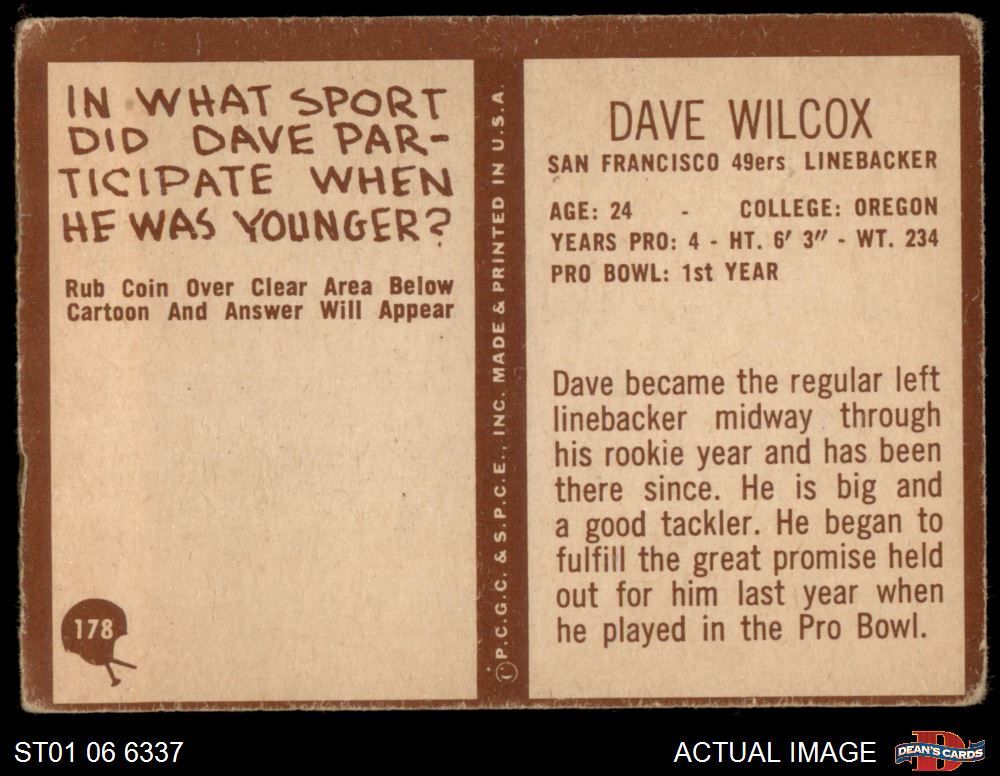 IN WHAT SPORT
DID DAVE PAR-
TICIPATE WHEN
HE WAS YOUNGER?
Rub Coin Over Clear Area Below
Cartoon And Answer Will Appear
178
©P.C.G.C. & S.P.C.E., INC. MADE & PRINTED IN U.S.A.
DAVE WILCOX
SAN FRANCISCO 49ers LINEBACKER
AGE: 24 - COLLEGE: OREGON
YEARS PRO: 4 - HT. 6' 3" - WT. 234
PRO BOWL: 1st YEAR
Dave became the regular left
linebacker midway through
his rookie year and has been
there since. He is big and
a good tackler. He began to
fulfill the great promise held
out for him last year when
he played in the Pro Bowl.
ST01 06 6337
ACTUAL IMAGE
D
DEAN'S CARDS